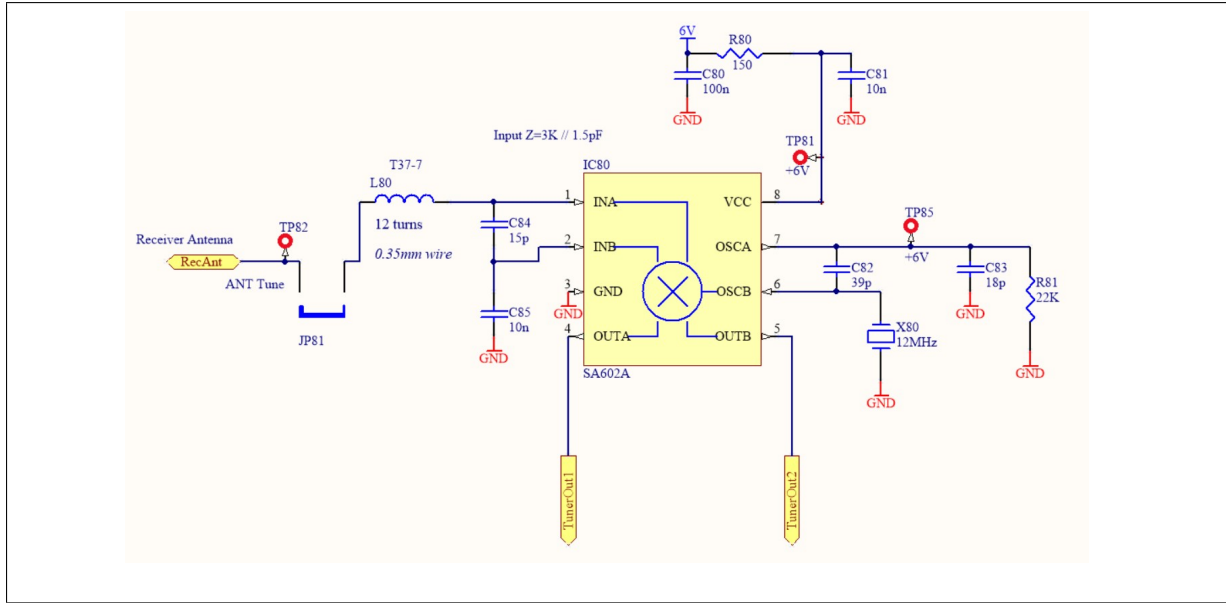 6V
R80
150
C80
100n
C81
10n
GND
GND
Input Z=3K // 1.5pF
TP81
+6V
T37-7
L80
12 turns
0.35mm wire
IC80
1
INA
VCC
8
C84
15p
TP82
Receiver Antenna
RecAnt
ANT Tune
JP81
2
INB
OSCA
7
TP85
+6V
C82
39p
C83
18p
R81
22K
3
GND
GND
OSCB
6
C85
10n
GND
4
OUTA
OUTB
5
X80
12MHz
GND
GND
SA602A
TunerOut1
TunerOut2